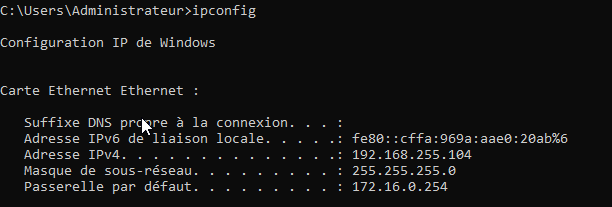 C:\Users\Administrateur>ipconfig
Configuration IP de Windows
Carte Ethernet Ethernet :
Suffixe DNS propre à la connexion. . . :
Adresse IPv6 de liaison locale. . . . .: fe80::cffa:969a:aae0:20ab%6
Adresse IPv4. . . . . . . . . . . . . .: 192.168.255.104
Masque de sous-réseau. . . . . . . . . : 255.255.255.0
Passerelle par défaut. . . . . . . . . : 172.16.0.254